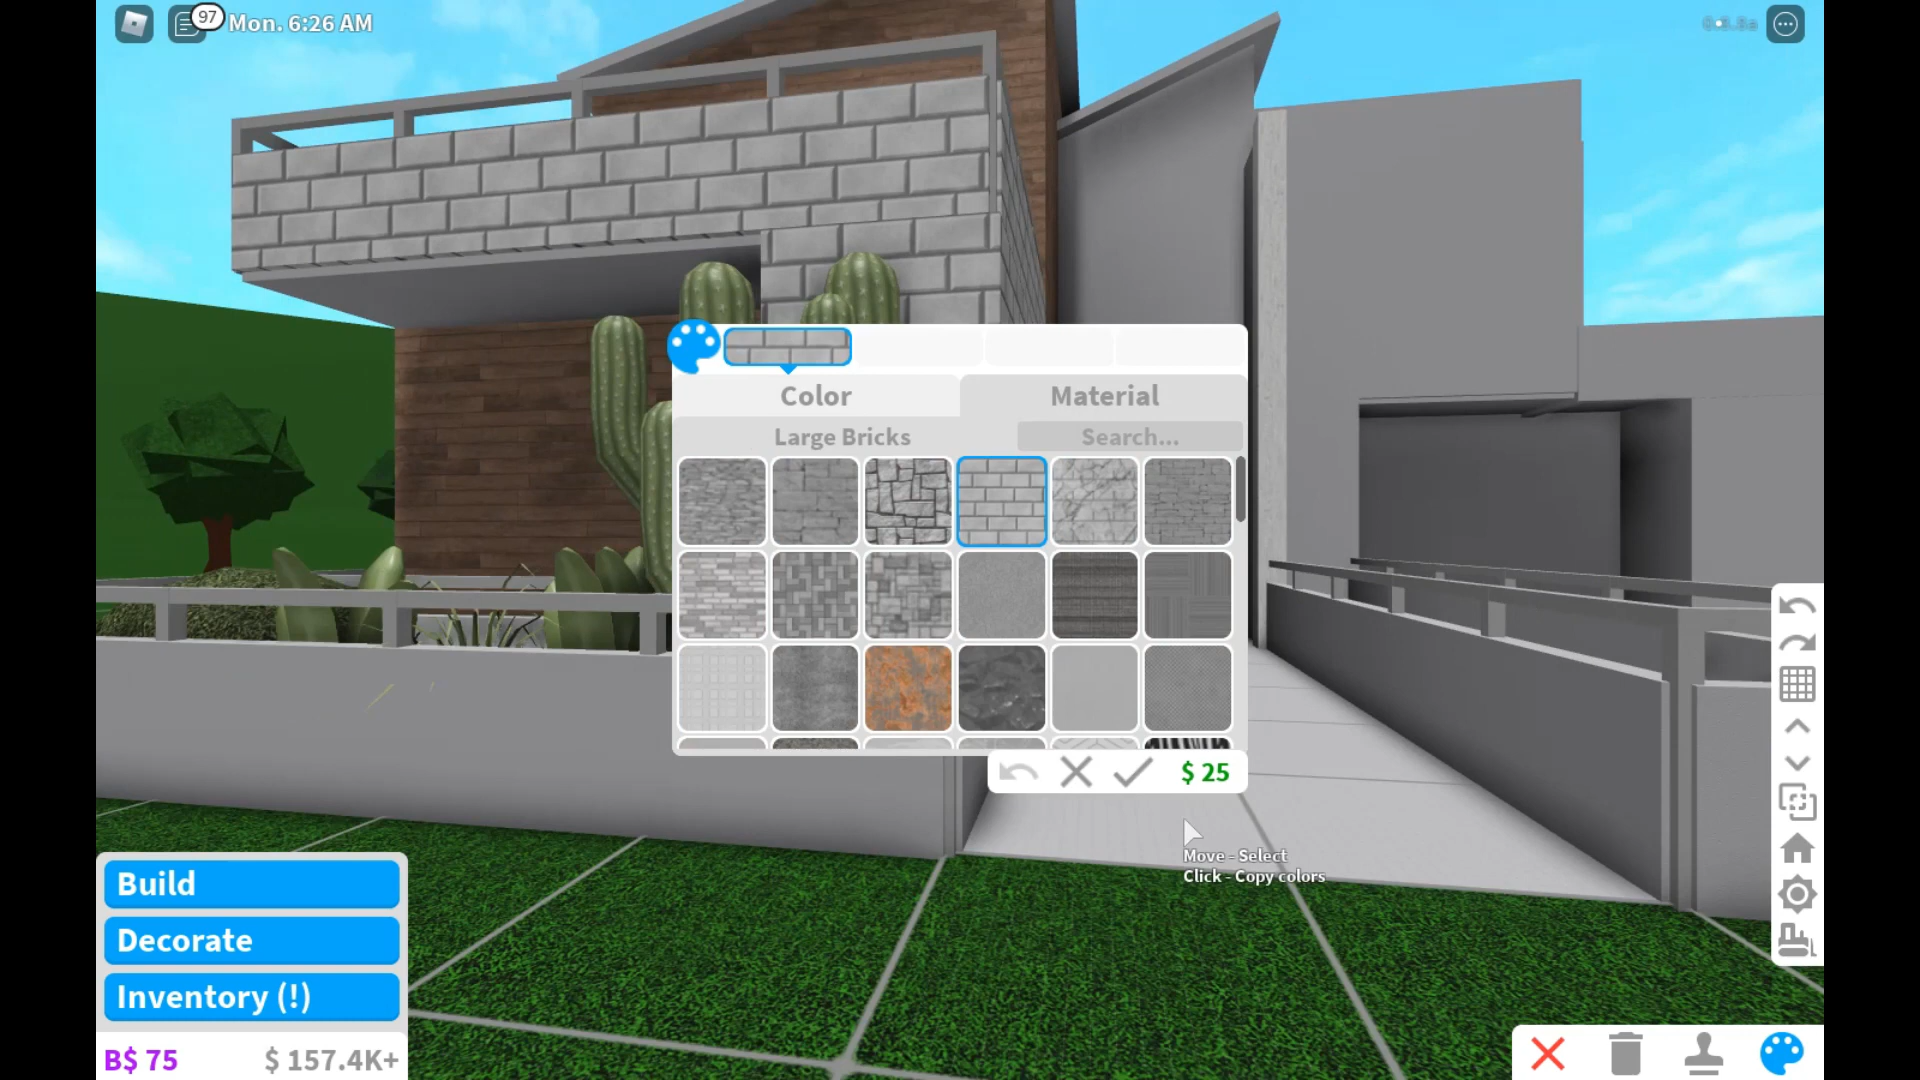 97
Mon. 6:26 AM
Color
Material
Large Bricks
Search...
$ 25
Move - Select
Click - Copy colors
Build
Decorate
Inventory (!)
B$ 75
$ 157.4K+